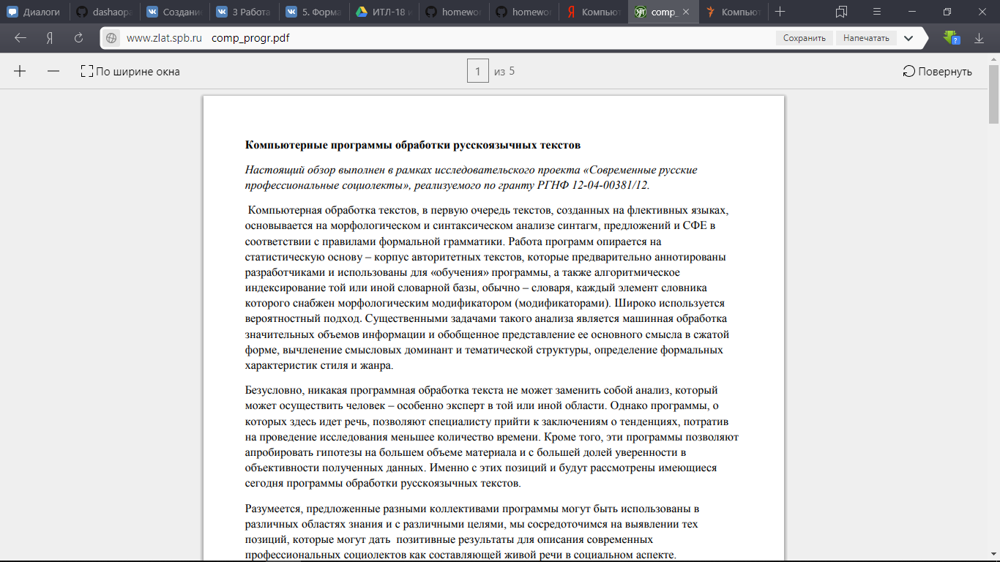 Диалоги
dashaopa
Создани
3 Работа
5. Форма
ИТЛ-18 и
homewor
homewor
Компьют
comp_
Компьют
www.zlat.spb.ru comp_progr.pdf
Сохранить
Напечатать
По ширине окна
1 из 5
Повернуть
Компьютерные программы обработки русскоязычных текстов
Настоящий обзор выполнен в рамках исследовательского проекта «Современные русские
профессиональные социолекты», реализуемого по гранту РГНФ 12-04-00381/12.
Компьютерная обработка текстов, в первую очередь текстов, созданных на флективных языках,
основывается на морфологическом и синтаксическом анализе синтагм, предложений и СФЕ в
соответствии с правилами формальной грамматики. Работа программ опирается на
статистическую основу – корпус авторитетных текстов, которые предварительно аннотированы
разработчиками и использованы для «обучения» программы, а также алгоритмическое
индексирование той или иной словарной базы, обычно – словаря, каждый элемент словника
которого снабжен морфологическим модификатором (модификаторами). Широко используется
вероятностный подход. Существенными задачами такого анализа является машинная обработка
значительных объемов информации и обобщенное представление ее основного смысла в сжатой
форме, вычленение смысловых доминант и тематической структуры, определение формальных
характеристик стиля и жанра.
Безусловно, никакая программная обработка текста не может заменить собой анализ, который
может осуществить человек – особенно эксперт в той или иной области. Однако программы, о
которых здесь идет речь, позволяют специалисту прийти к заключениям о тенденциях, потратив
на проведение исследования меньшее количество времени. Кроме того, эти программы позволяют
апробировать гипотезы на большем объеме материала и с большей долей уверенности в
объективности полученных данных. Именно с этих позиций и будут рассмотрены имеющиеся
сегодня программы обработки русскоязычных текстов.
Разумеется, предложенные разными коллективами программы могут быть использованы в
различных областях знания и с различными целями, мы сосредоточимся на выявлении тех
позиций, которые могут дать позитивные результаты для описания современных
профессиональных социолектов как составляющей живой речи в социальном аспекте.